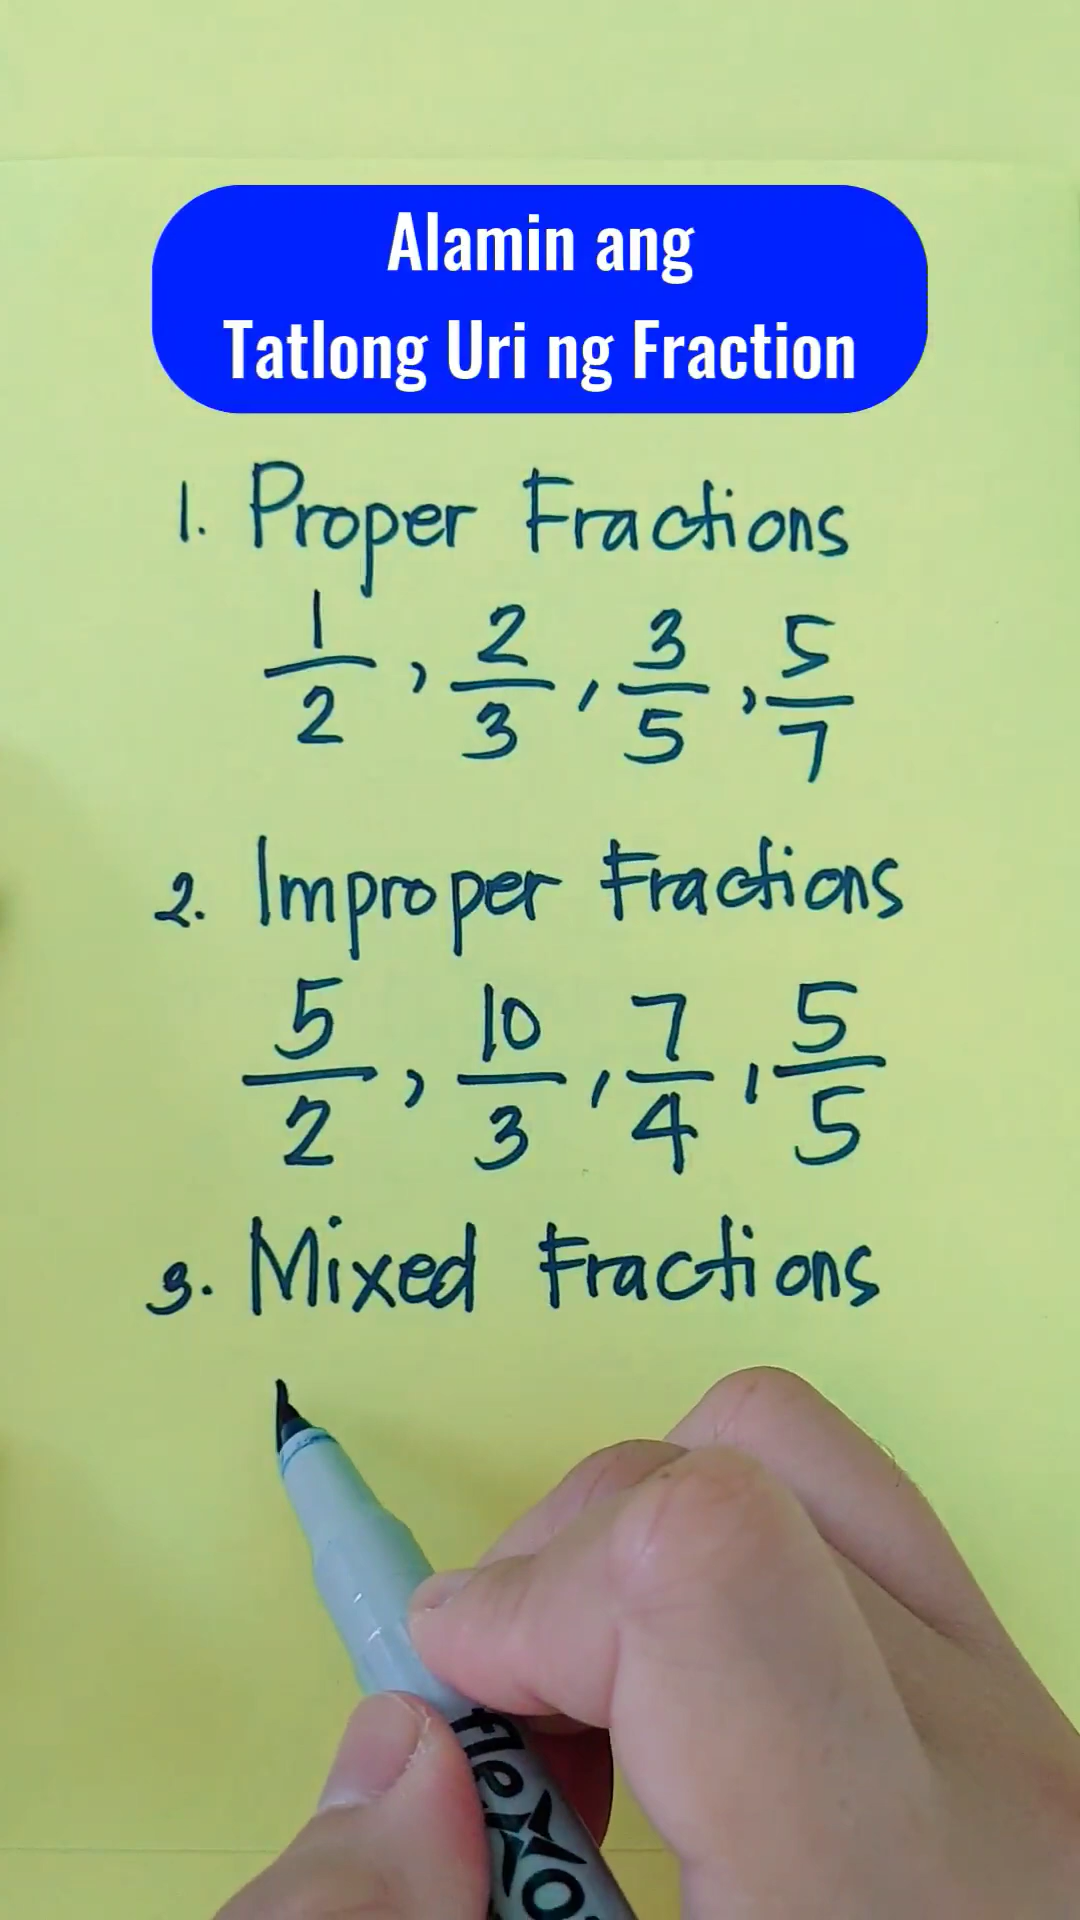 Alamin ang
Tatlong Uri ng Fraction
1. Proper Fractions
1/2, 2/3, 3/5, 5/7
2. Improper Fractions
5/2, 10/3, 7/4, 5/5
3. Mixed Fractions